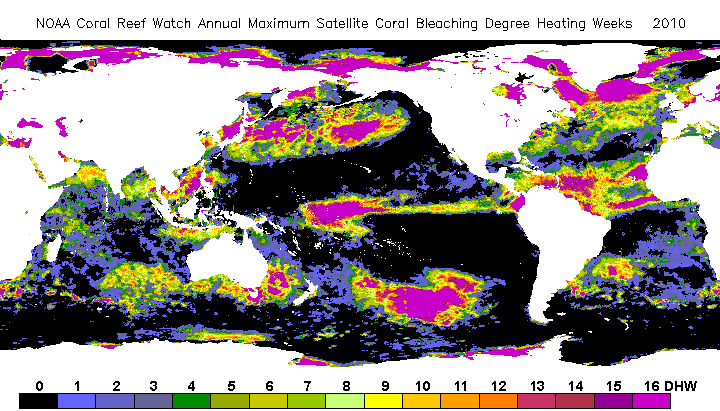 NOAA Coral Reef Watch Annual Maximum Satellite Coral Bleaching Degree Heating Weeks 2010
0 1 2 3 4 5 6 7 8 9 10 11 12 13 14 15 16 DHW